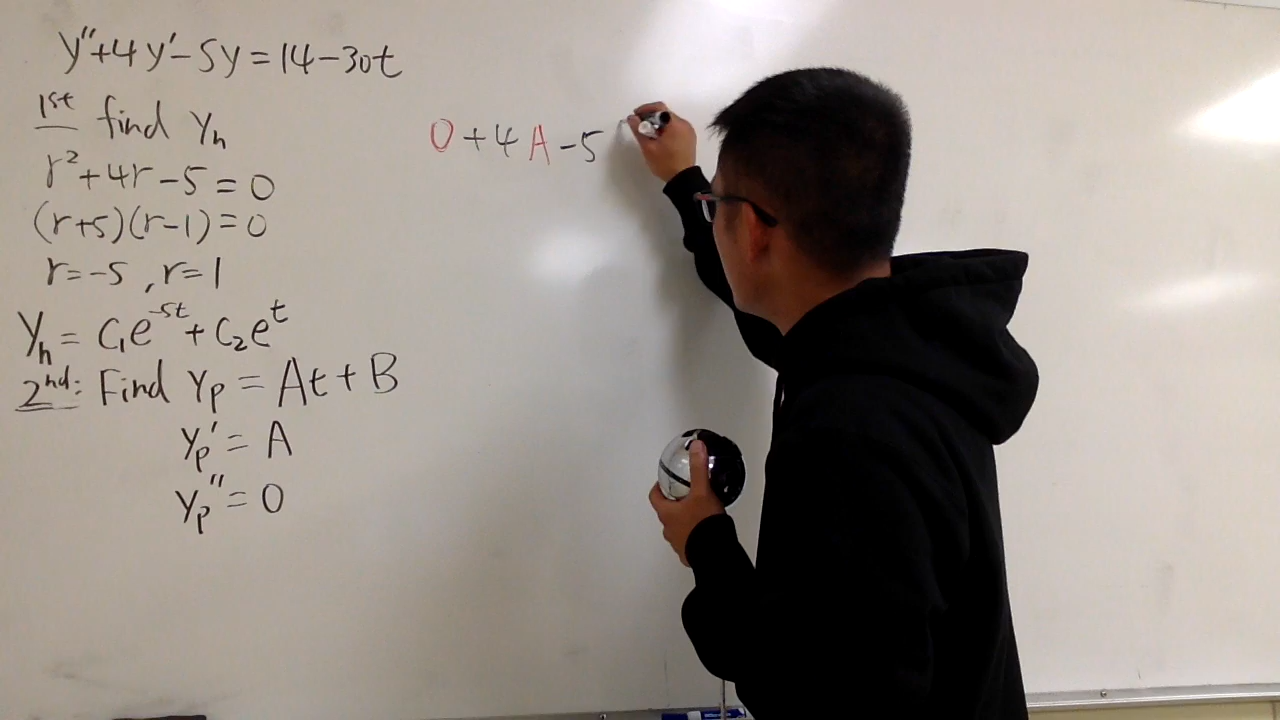 y''+4y'-5y=14-30t
1st find yh
r²+4r-5=0
(r+5)(r-1)=0
r=-5, r=1
yh=c₁e^-5t+c₂e^t
2nd: Find yp=At+B
yp'=A
yp''=0
0+4A-5